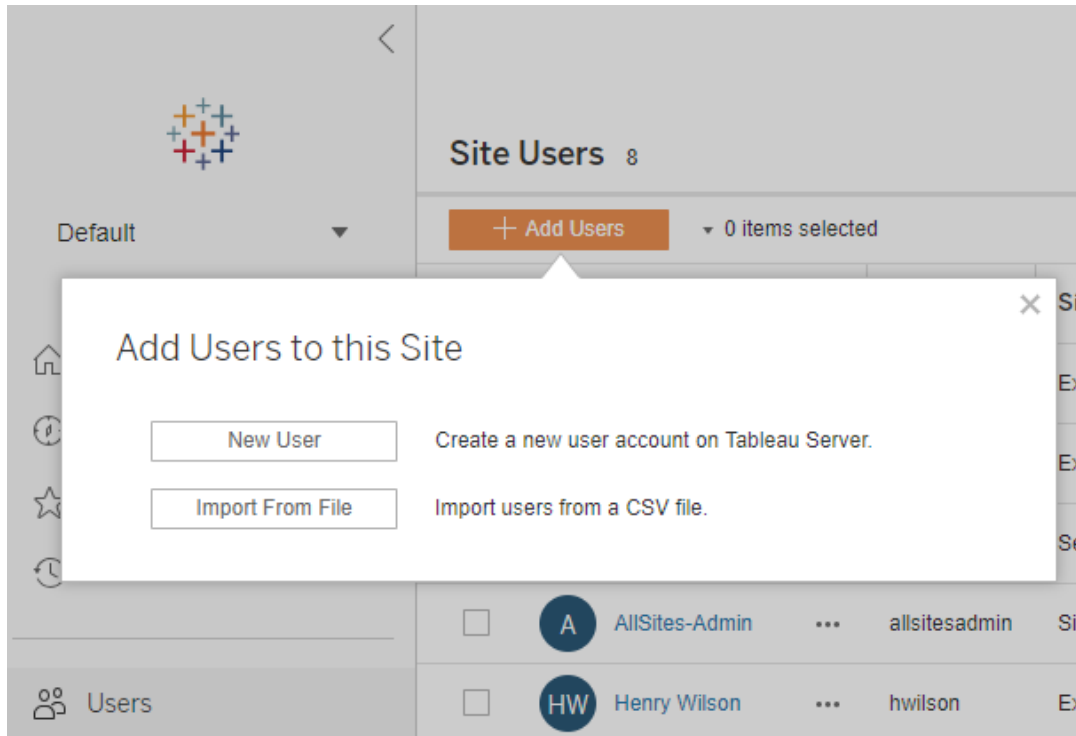 Site Users 8
Default
+ Add Users
0 items selected
Add Users to this Site
New User Create a new user account on Tableau Server.
Import From File Import users from a CSV file.
A AllSites-Admin ••• allsitesadmin
Users
HW Henry Wilson ••• hwilson